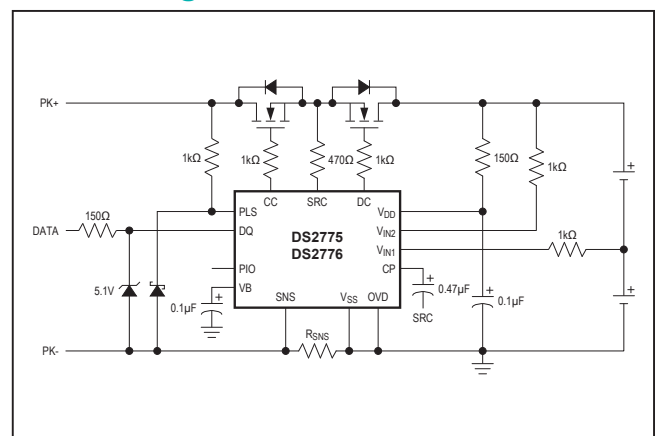 PK+
1kΩ
1kΩ
470Ω
1kΩ
150Ω
1kΩ
CC
SRC
DC
150Ω
DATA
PLS
DQ
PIO
VB
DS2775
DS2776
VDD
VIN2
VIN1
CP
1kΩ
5.1V
0.1µF
SNS
VSS
OVD
0.47µF
SRC
0.1µF
RSNS
PK-
+
+
+
+
+